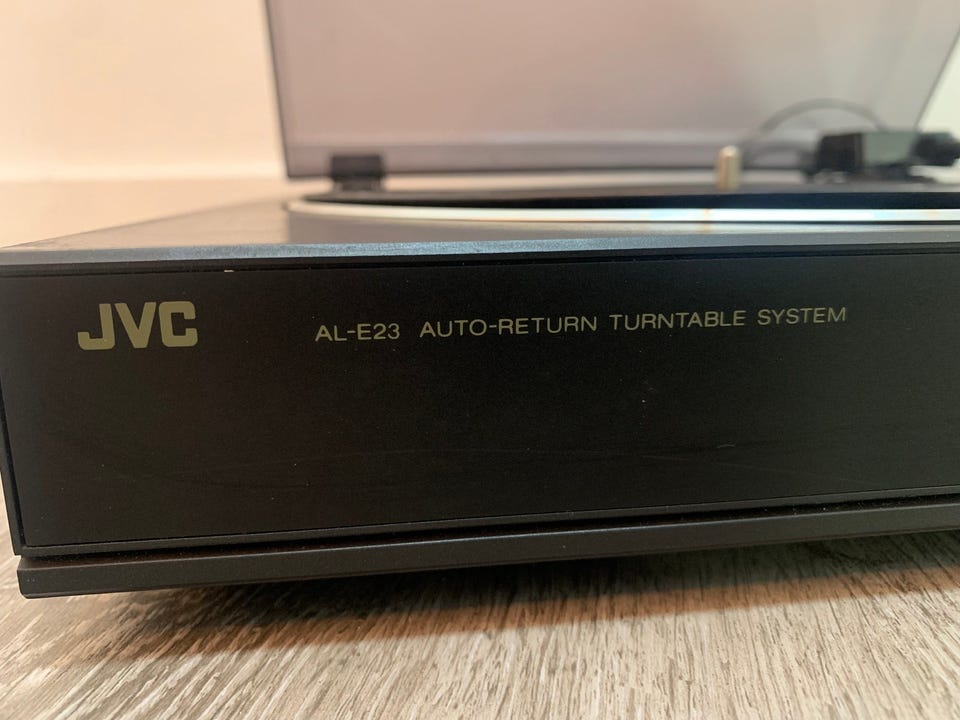 JVC AL-E23 AUTO-RETURN TURNTABLE SYSTEM